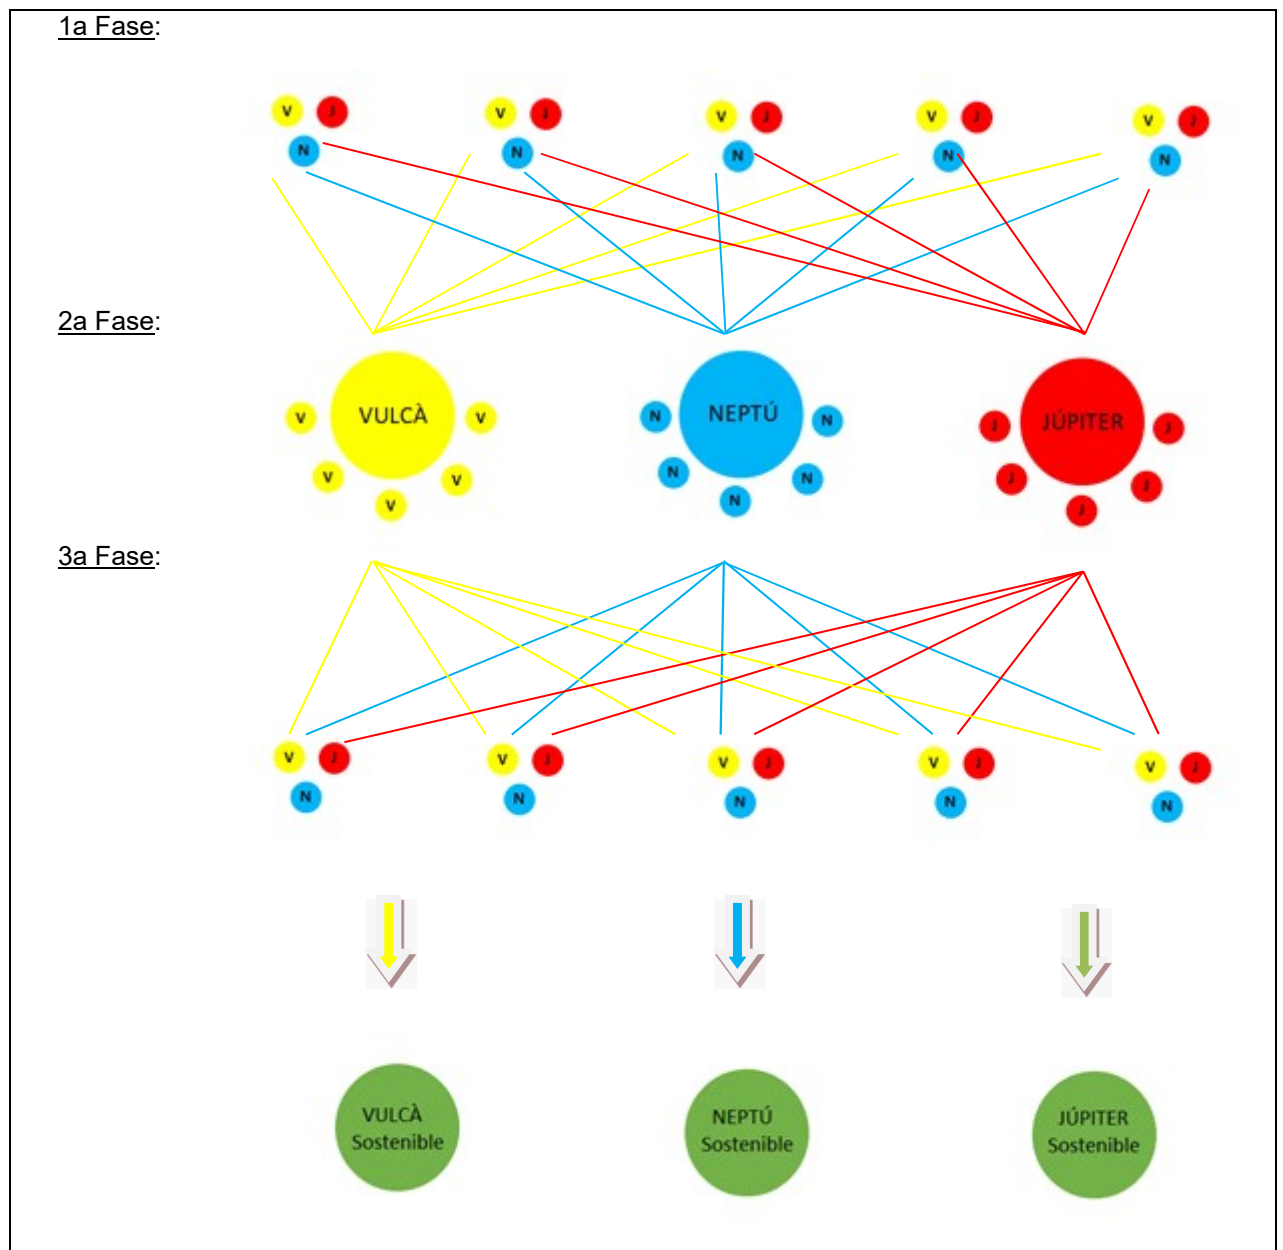 1a Fase:
V J V J V J V J V J
N N N N N
2a Fase:
VULCÀ
V V
V V
V
NEPTÚ
N N
N N
N
JÚPITER
J J
J J
J
3a Fase:
V J V J V J V J V J
N N N N N
VULCÀ
Sostenible
NEPTÚ
Sostenible
JÚPITER
Sostenible